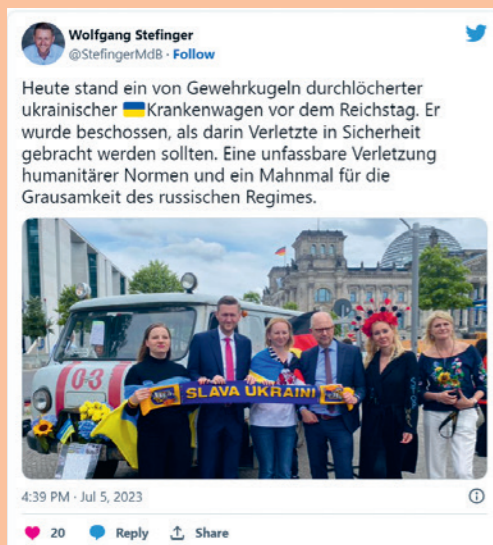 Wolfgang Stefinger
@StefingerMdB · Follow
Heute stand ein von Gewehrkugeln durchlöcherter
ukrainischer 🇺🇦Krankenwagen vor dem Reichstag. Er
wurde beschossen, als darin Verletzte in Sicherheit
gebracht werden sollten. Eine unfassbare Verletzung
humanitärer Normen und ein Mahnmal für die
Grausamkeit des russischen Regimes.
03
SLAVA UKRAINI
4:39 PM · Jul 5, 2023
20 Reply Share